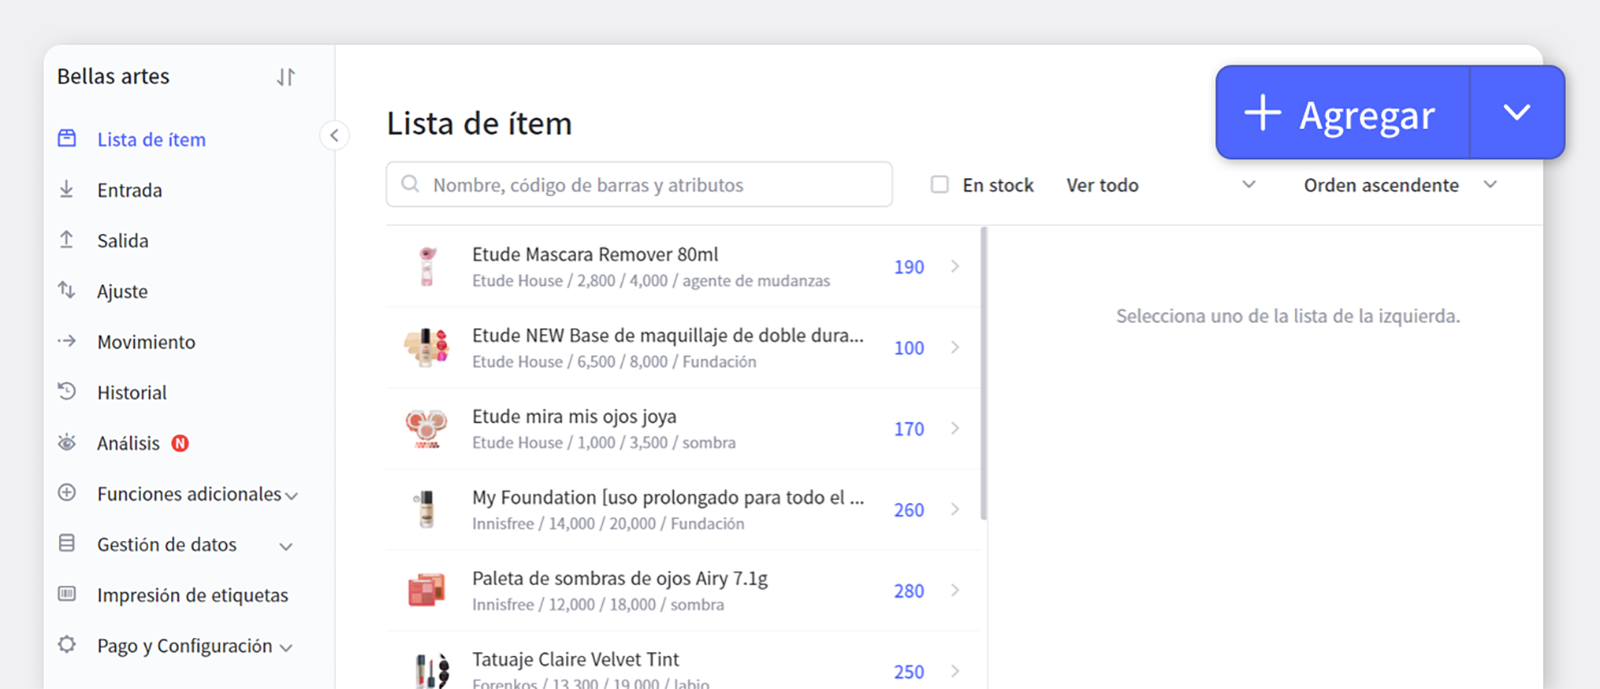 Bellas artes
Lista de ítem
Entrada
Salida
Ajuste
Movimiento
Historial
Análisis N
Funciones adicionales
Gestión de datos
Impresión de etiquetas
Pago y Configuración
Lista de ítem
+ Agregar
Nombre, código de barras y atributos
En stock
Ver todo
Orden ascendente
Etude Mascara Remover 80ml
Etude House / 2,800 / 4,000 / agente de mudanzas
190
Etude NEW Base de maquillaje de doble dura...
Etude House / 6,500 / 8,000 / Fundación
100
Etude mira mis ojos joya
Etude House / 1,000 / 3,500 / sombra
170
My Foundation [uso prolongado para todo el ...
Innisfree / 14,000 / 20,000 / Fundación
260
Paleta de sombras de ojos Airy 7.1g
Innisfree / 12,000 / 18,000 / sombra
280
Tatuaje Claire Velvet Tint
Forenkos / 13,300 / 19,000 / labio
250
Selecciona uno de la lista de la izquierda.